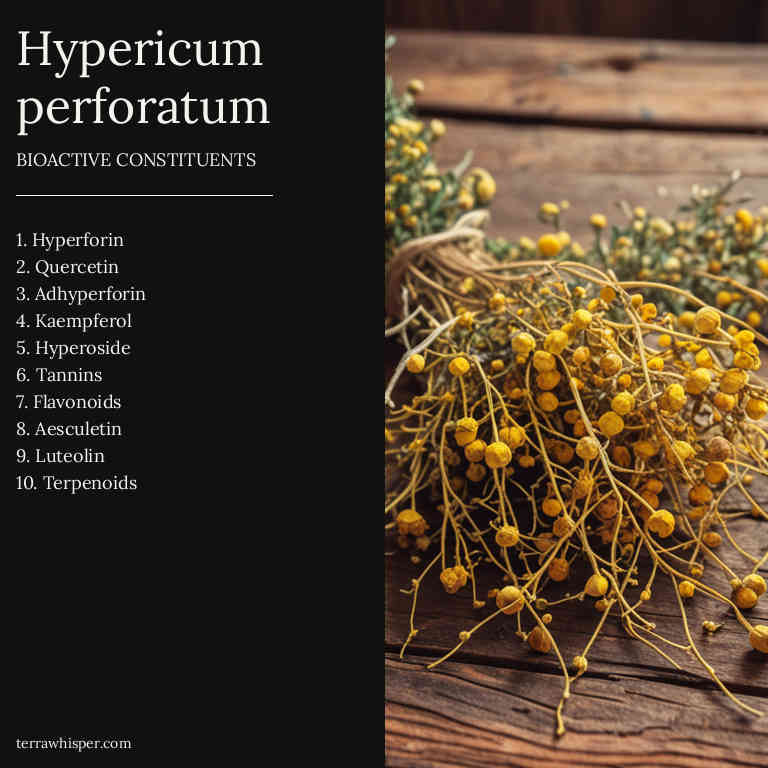 Hypericum
perforatum
BIOACTIVE CONSTITUENTS
1. Hyperforin
2. Quercetin
3. Adhyperforin
4. Kaempferol
5. Hyperoside
6. Tannins
7. Flavonoids
8. Aesculetin
9. Luteolin
10. Terpenoids
terrawhisper.com